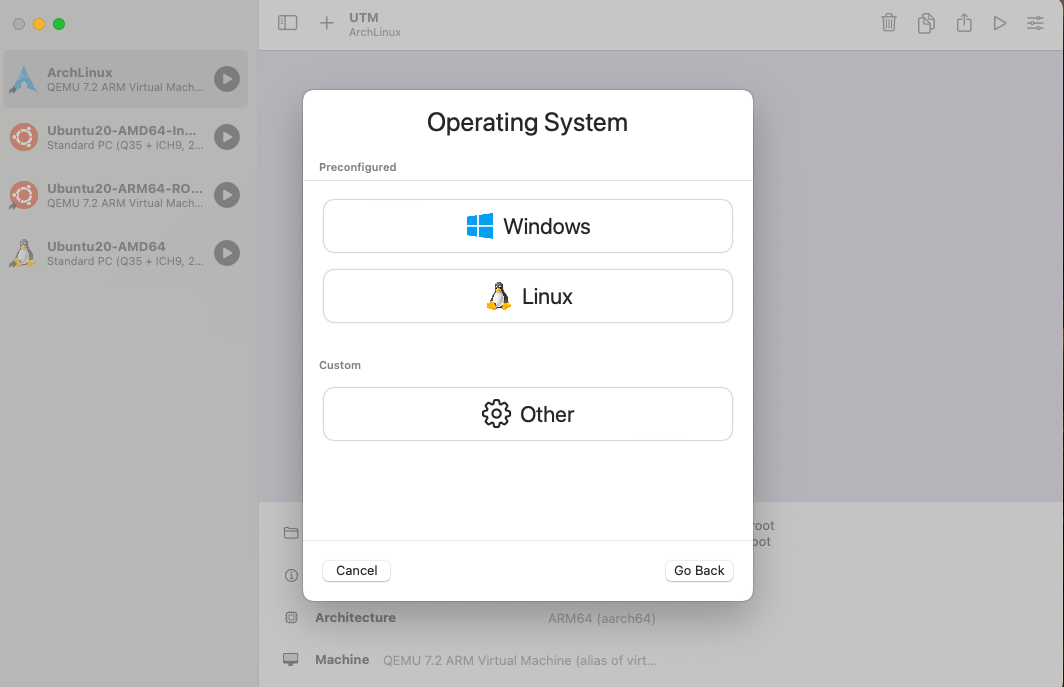 UTM
ArchLinux
ArchLinux
QEMU 7.2 ARM Virtual Mach...
Ubuntu20-AMD64-In...
Standard PC (Q35 + ICH9, 2...
Ubuntu20-ARM64-RO...
QEMU 7.2 ARM Virtual Mach...
Ubuntu20-AMD64
Standard PC (Q35 + ICH9, 2...
Operating System
Preconfigured
Windows
Linux
Custom
Other
Cancel
Go Back
Architecture ARM64 (aarch64)
Machine QEMU 7.2 ARM Virtual Machine (alias of virt...